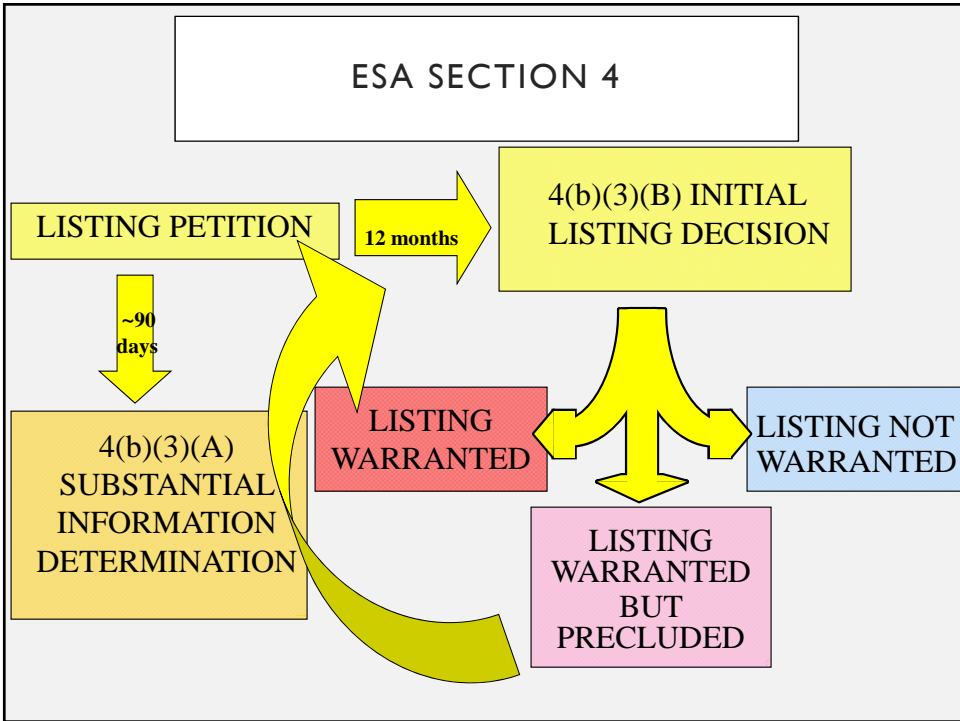 ESA SECTION 4
LISTING PETITION
12 months
4(b)(3)(B) INITIAL
LISTING DECISION
~90
days
4(b)(3)(A)
SUBSTANTIAL
INFORMATION
DETERMINATION
LISTING
WARRANTED
LISTING NOT
WARRANTED
LISTING
WARRANTED
BUT
PRECLUDED